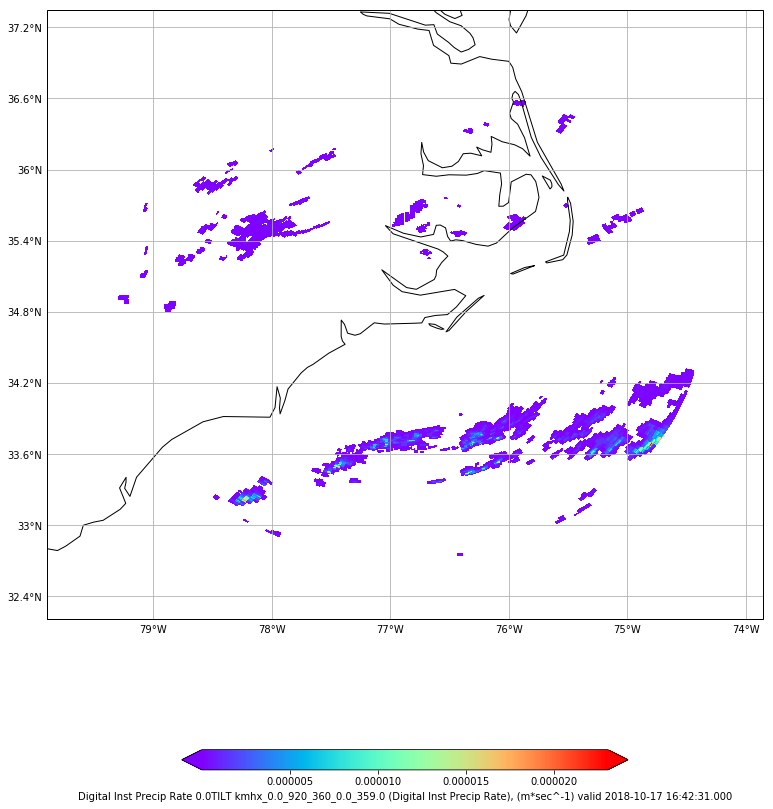 37.2°N
36.6°N
36°N
35.4°N
34.8°N
34.2°N
33.6°N
33°N
32.4°N
79°W 78°W 77°W 76°W 75°W 74°W
0.000005 0.000010 0.000015 0.000020
Digital Inst Precip Rate 0.0TILT kmhx_0.0_920_360_0.0_359.0 (Digital Inst Precip Rate), (m*sec^-1) valid 2018-10-17 16:42:31.000